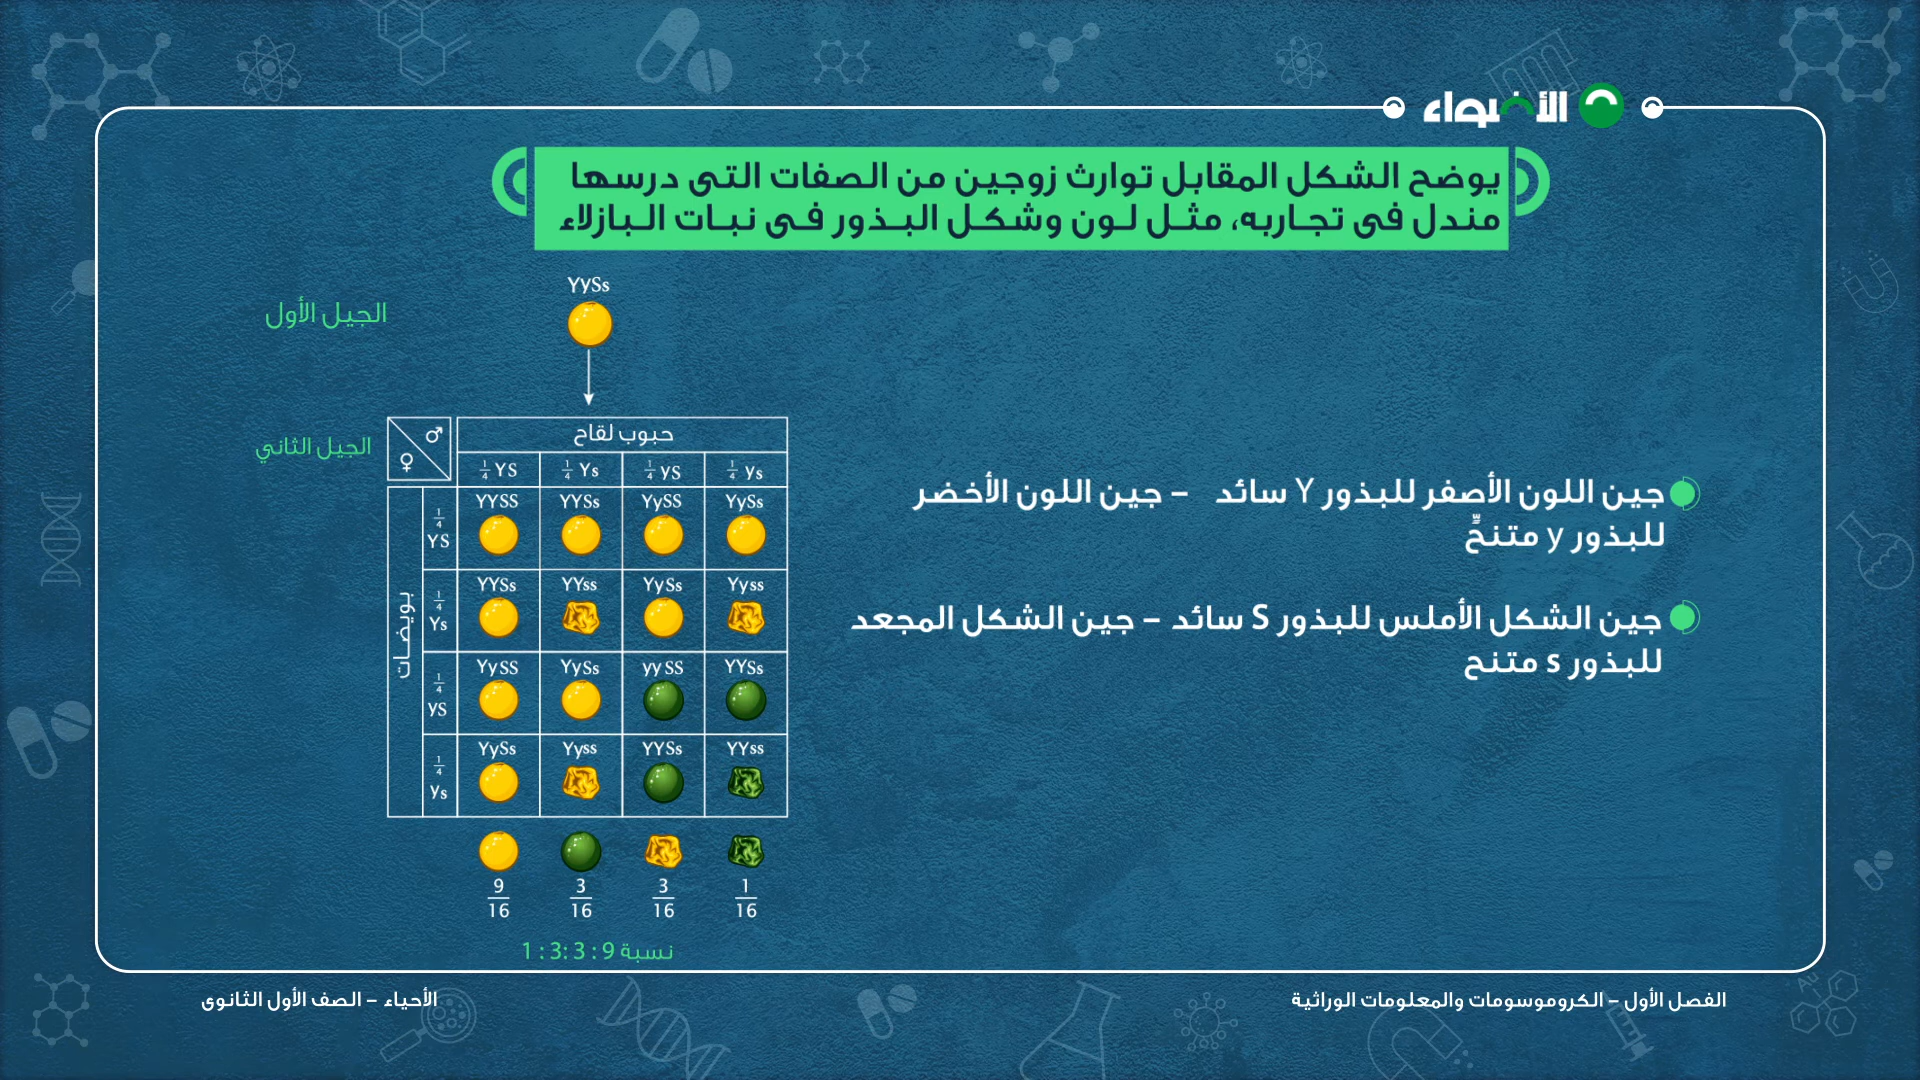 الأضواء
يوضح الشكل المقابل توارث زوجين من الصفات التى درسها
مندل فى تجاربه، مثل لون وشكل البذور فى نبات البازلاء
YySs
الجيل الأول
الجيل الثاني
♂
♀
حبوب لقاح
1/4 YS 1/4 Ys 1/4 yS 1/4 ys
بويضات
1/4 YS
YYSS YYSs YySS YySs
1/4 Ys
YYSs YYss YySs Yyss
1/4 yS
YySS YySs yySS YYSs
1/4 ys
YySs Yyss YYSs YYss
9/16 3/16 3/16 1/16
نسبة 9 : 3 :3 : 1
جين اللون الأصفر للبذور Y سائد – جين اللون الأخضر
للبذور y متنحٍّ
جين الشكل الأملس للبذور S سائد – جين الشكل المجعد
للبذور s متنح
الفصل الأول – الكروموسومات والمعلومات الوراثية
الأحياء – الصف الأول الثانوى